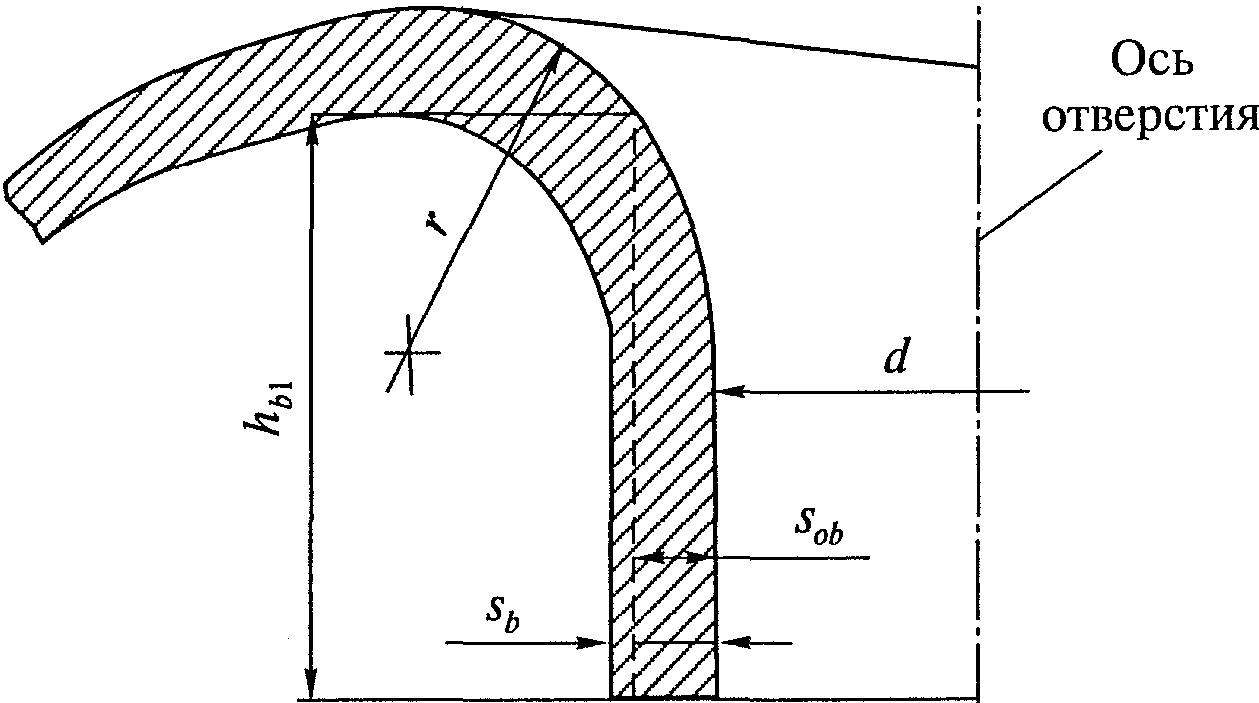 Ось
отверстия
r
d
h_{b1}
s_{ob}
s_b